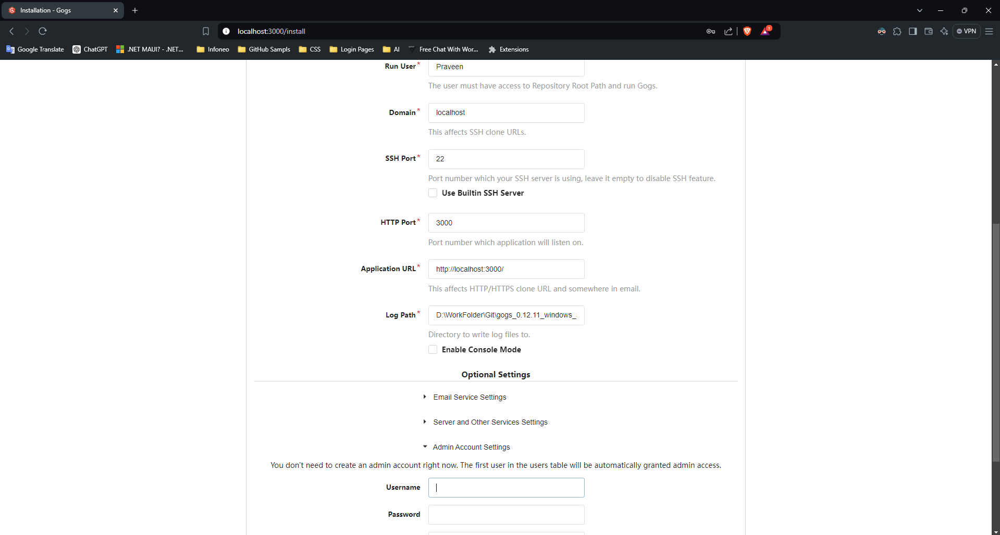 Installation - Gogs
localhost:3000/install
1
VPN
Google Translate
ChatGPT
.NET MAUI? - .NET...
Infoneo
GitHub Sampls
CSS
Login Pages
AI
Free Chat With Wor...
Extensions
Run User*
Praveen
The user must have access to Repository Root Path and run Gogs.
Domain*
localhost
This affects SSH clone URLs.
SSH Port*
22
Port number which your SSH server is using, leave it empty to disable SSH feature.
Use Builtin SSH Server
HTTP Port*
3000
Port number which application will listen on.
Application URL*
http://localhost:3000/
This affects HTTP/HTTPS clone URL and somewhere in email.
Log Path*
D:\WorkFolder\Git\gogs_0.12.11_windows_
Directory to write log files to.
Enable Console Mode
Optional Settings
Email Service Settings
Server and Other Services Settings
Admin Account Settings
You don't need to create an admin account right now. The first user in the users table will be automatically granted admin access.
Username
Password